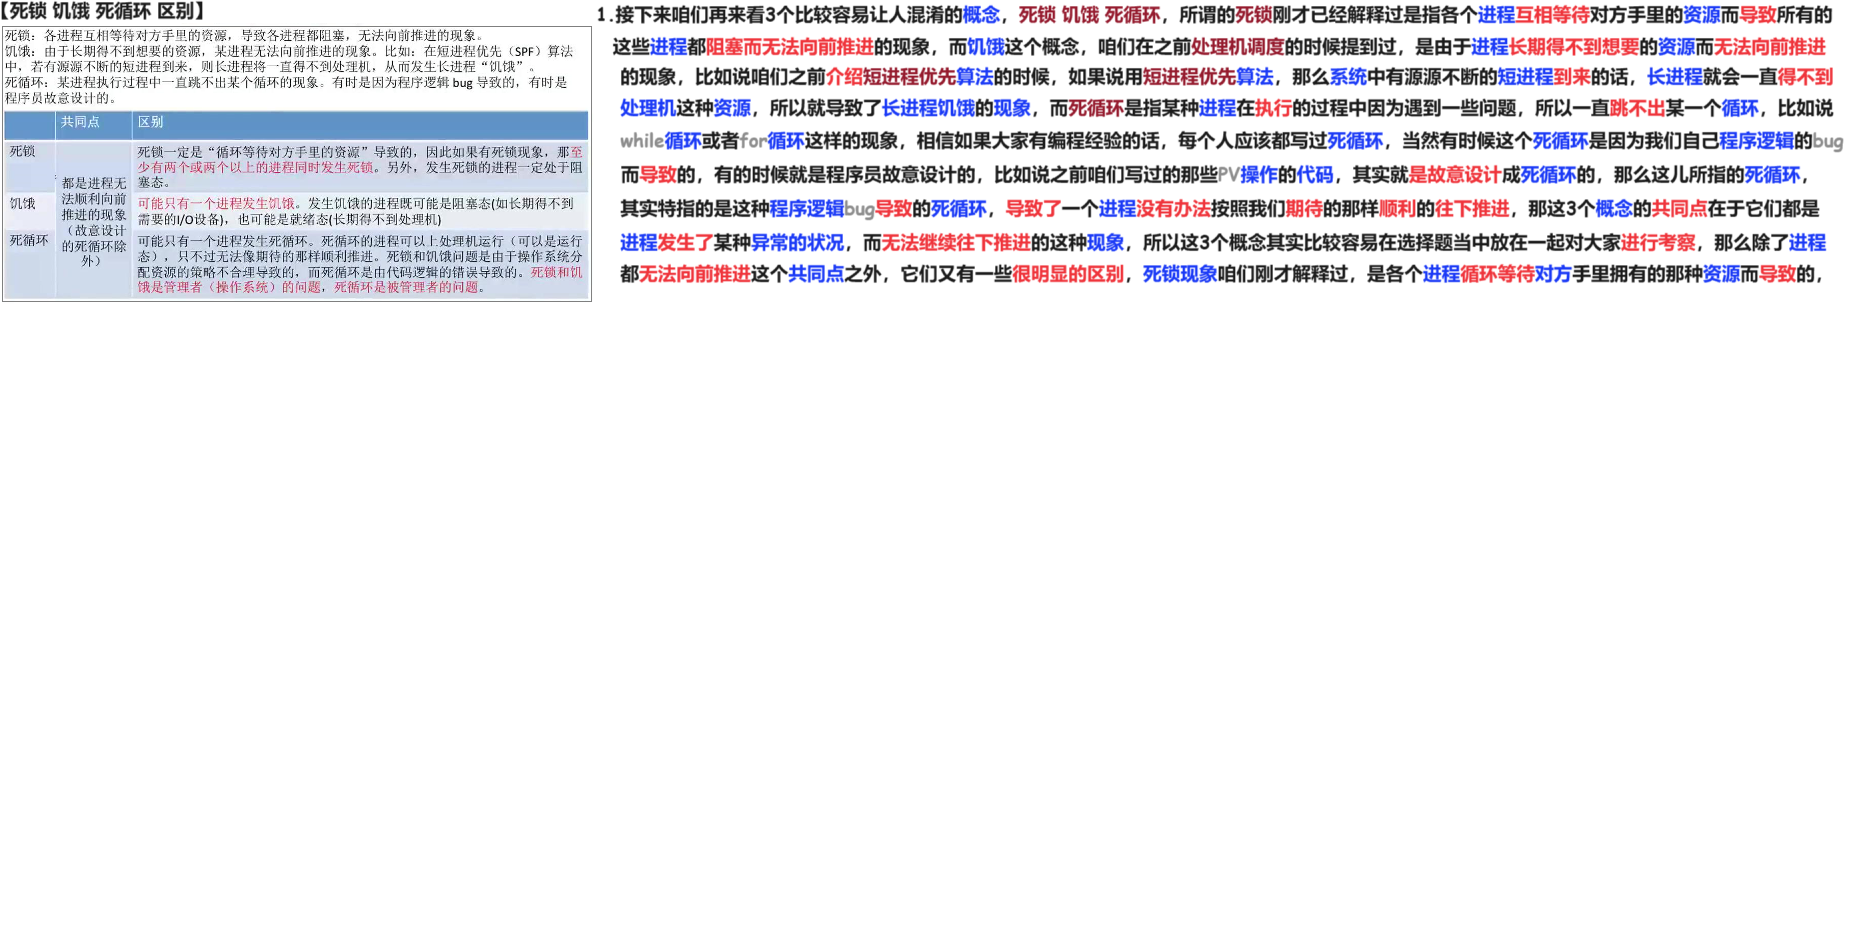 【死锁 饥饿 死循环 区别】
死锁：各进程互相等待对方手里的资源，导致各进程都阻塞，无法向前推进的现象。
饥饿：由于长期得不到想要的资源，某进程无法向前推进的现象。比如：在短进程优先（SPF）算法
中，若有源源不断的短进程到来，则长进程将一直得不到处理机，从而发生长进程“饥饿”。
死循环：某进程执行过程中一直跳不出某个循环的现象。有时是因为程序逻辑 bug 导致的，有时是
程序员故意设计的。
共同点
区别
死锁
都是进程无
法顺利向前
推进的现象
（故意设计
的死循环除
外）
死锁一定是“循环等待对方手里的资源”导致的，因此如果有死锁现象，那至
少有两个或两个以上的进程同时发生死锁。另外，发生死锁的进程一定处于阻
塞态。
饥饿
可能只有一个进程发生饥饿。发生饥饿的进程既可能是阻塞态(如长期得不到
需要的I/O设备)，也可能是就绪态(长期得不到处理机)
死循环
可能只有一个进程发生死循环。死循环的进程可以上处理机运行（可以是运行
态），只不过无法像期待的那样顺利推进。死锁和饥饿问题是由于操作系统分
配资源的策略不合理导致的，而死循环是由代码逻辑的错误导致的。死锁和饥
饿是管理者（操作系统）的问题，死循环是被管理者的问题。
1.接下来咱们再来看3个比较容易让人混淆的概念，死锁 饥饿 死循环，所谓的死锁刚才已经解释过是指各个进程互相等待对方手里的资源而导致所有的
这些进程都阻塞而无法向前推进的现象，而饥饿这个概念，咱们在之前处理机调度的时候提到过，是由于进程长期得不到想要的资源而无法向前推进
的现象，比如说咱们之前介绍短进程优先算法的时候，如果说用短进程优先算法，那么系统中有源源不断的短进程到来的话，长进程就会一直得不到
处理机这种资源，所以就导致了长进程饥饿的现象，而死循环是指某种进程在执行的过程中因为遇到一些问题，所以一直跳不出某一个循环，比如说
while循环或者for循环这样的现象，相信如果大家有编程经验的话，每个人应该都写过死循环，当然有时候这个死循环是因为我们自己程序逻辑的bug
而导致的，有的时候就是程序员故意设计的，比如说之前咱们写过的那些PV操作的代码，其实就是故意设计成死循环的，那么这儿所指的死循环，
其实特指的是这种程序逻辑bug导致的死循环，导致了一个进程没有办法按照我们期待的那样顺利的往下推进，那这3个概念的共同点在于它们都是
进程发生了某种异常的状况，而无法继续往下推进的这种现象，所以这3个概念其实比较容易在选择题当中放在一起对大家进行考察，那么除了进程
都无法向前推进这个共同点之外，它们又有一些很明显的区别，死锁现象咱们刚才解释过，是各个进程循环等待对方手里拥有的那种资源而导致的，